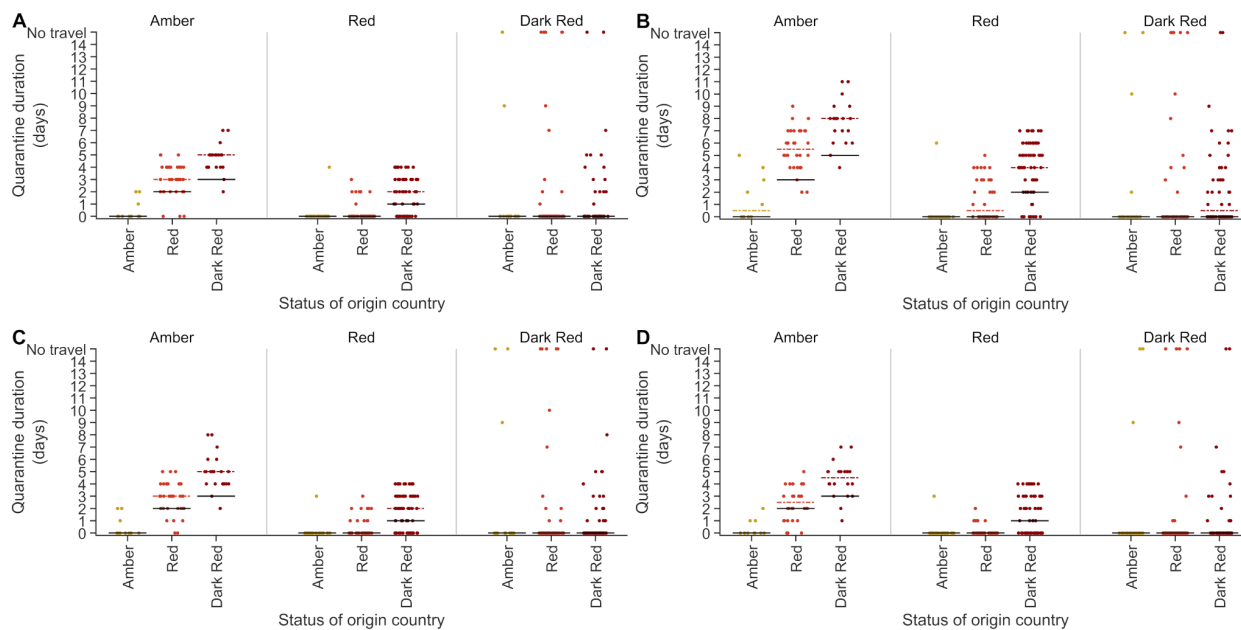 A
Amber
Red
Dark Red
Quarantine duration
(days)
No travel
14
13
12
11
10
9
8
7
6
5
4
3
2
1
0
Amber
Red
Dark Red
Amber
Red
Dark Red
Amber
Red
Dark Red
Status of origin country
B
Amber
Red
Dark Red
Quarantine duration
(days)
No travel
14
13
12
11
10
9
8
7
6
5
4
3
2
1
0
Amber
Red
Dark Red
Amber
Red
Dark Red
Amber
Red
Dark Red
Status of origin country
C
Amber
Red
Dark Red
Quarantine duration
(days)
No travel
14
13
12
11
10
9
8
7
6
5
4
3
2
1
0
Amber
Red
Dark Red
Amber
Red
Dark Red
Amber
Red
Dark Red
Status of origin country
D
Amber
Red
Dark Red
Quarantine duration
(days)
No travel
14
13
12
11
10
9
8
7
6
5
4
3
2
1
0
Amber
Red
Dark Red
Amber
Red
Dark Red
Amber
Red
Dark Red
Status of origin country